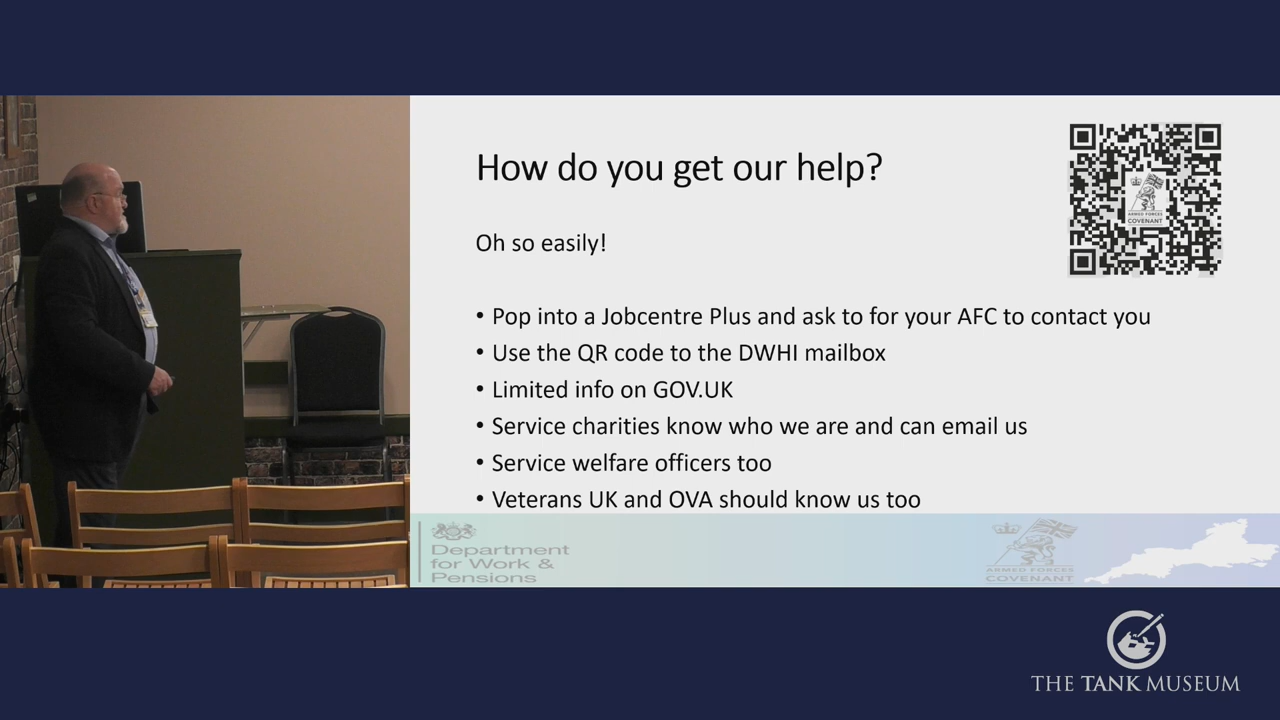 How do you get our help?
Oh so easily!
• Pop into a Jobcentre Plus and ask to for your AFC to contact you
• Use the QR code to the DWHI mailbox
• Limited info on GOV.UK
• Service charities know who we are and can email us
• Service welfare officers too
• Veterans UK and OVA should know us too
ARMED FORCES
COVENANT
Department
for Work &
Pensions
ARMED FORCES
COVENANT
THE TANK MUSEUM